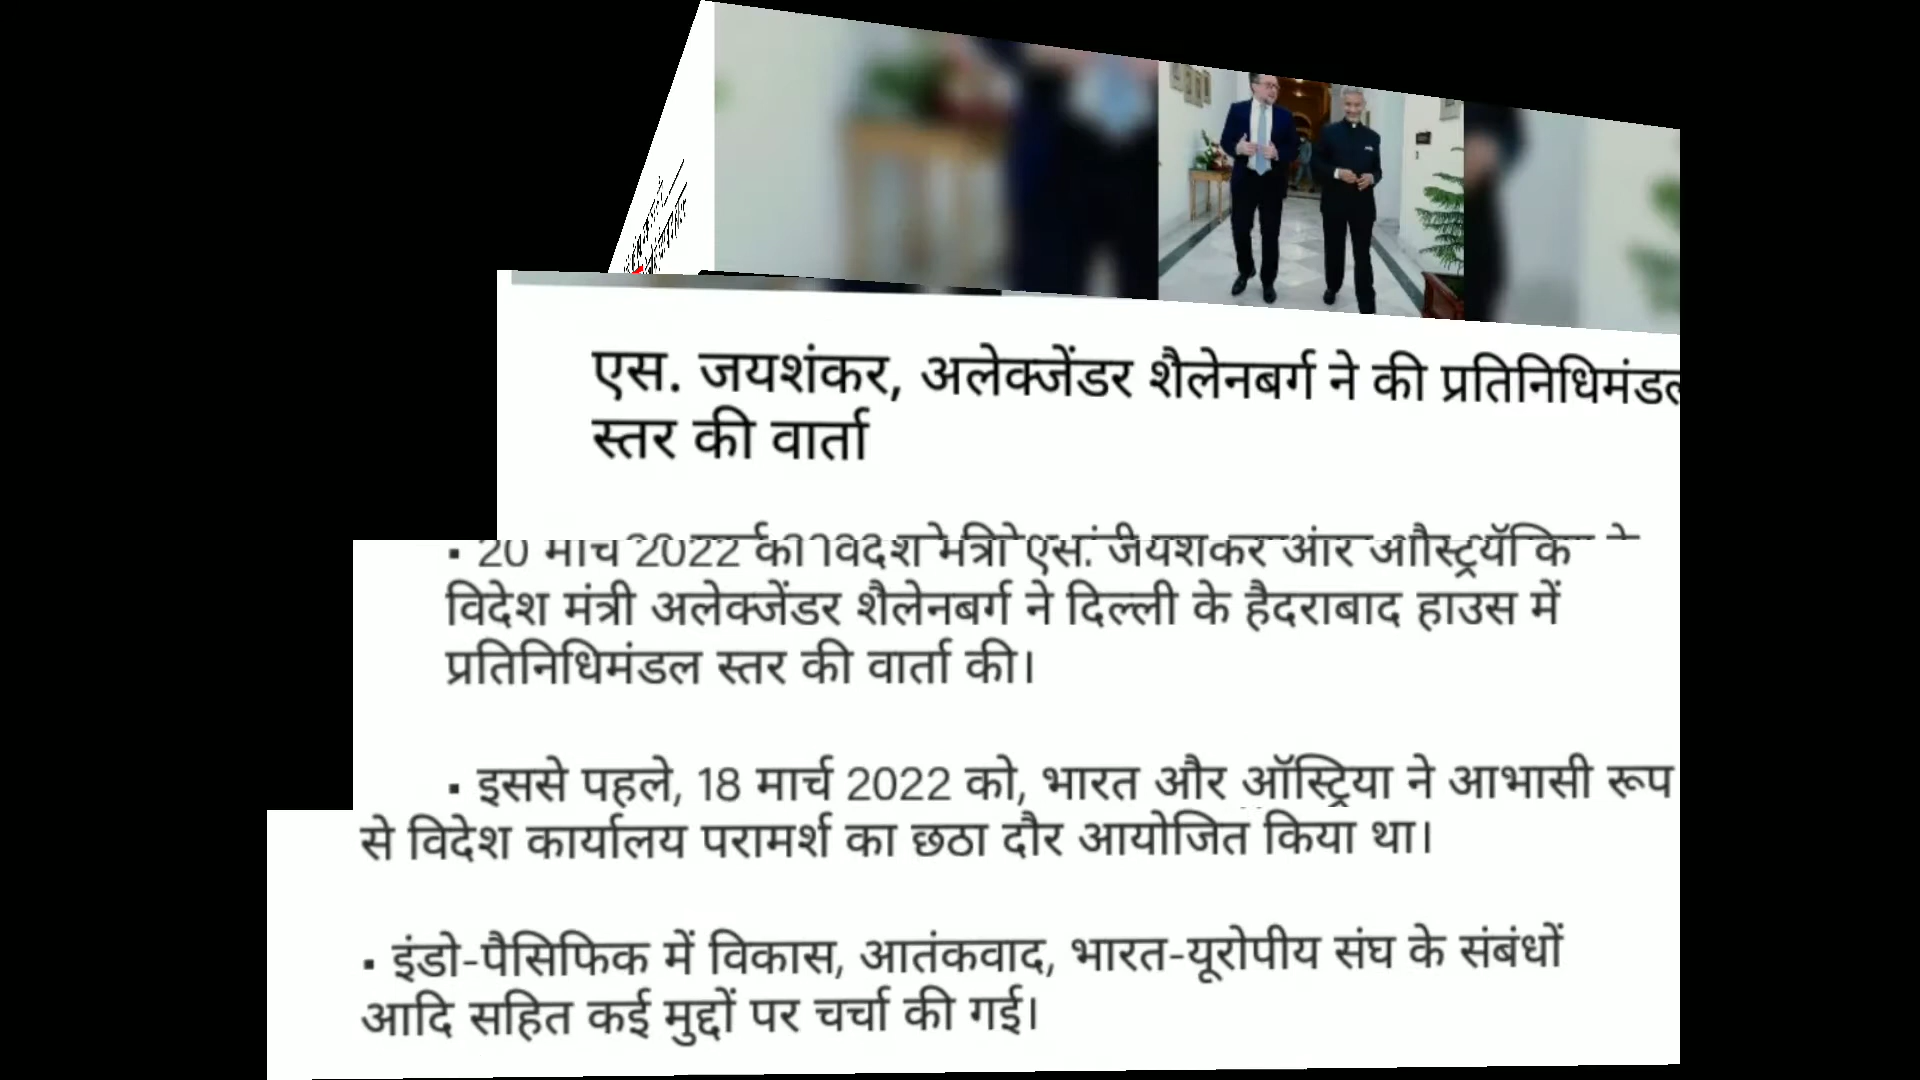 एस. जयशंकर, अलेक्जेंडर शैलेनबर्ग ने की प्रतिनिधिमंडल
स्तर की वार्ता
▪ 20 मार्च 2022 को विदेश मंत्री एस. जयशंकर और ऑस्ट्रिया के
विदेश मंत्री अलेक्जेंडर शैलेनबर्ग ने दिल्ली के हैदराबाद हाउस में
प्रतिनिधिमंडल स्तर की वार्ता की।
▪ इससे पहले, 18 मार्च 2022 को, भारत और ऑस्ट्रिया ने आभासी रूप
से विदेश कार्यालय परामर्श का छठा दौर आयोजित किया था।
▪ इंडो-पैसिफिक में विकास, आतंकवाद, भारत-यूरोपीय संघ के संबंधों
आदि सहित कई मुद्दों पर चर्चा की गई।